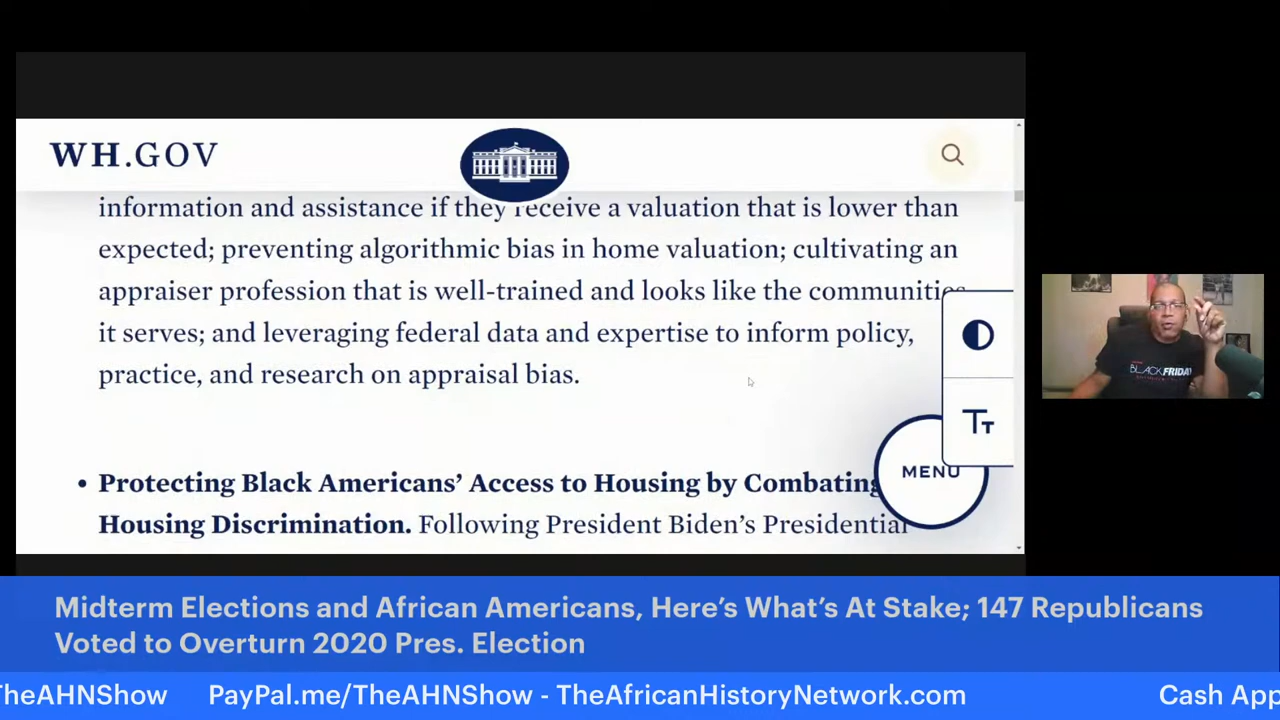 WH.GOV
information and assistance if they receive a valuation that is lower than
expected; preventing algorithmic bias in home valuation; cultivating an
appraiser profession that is well-trained and looks like the communities
it serves; and leveraging federal data and expertise to inform policy,
practice, and research on appraisal bias.
TT
MENU
• Protecting Black Americans’ Access to Housing by Combating
Housing Discrimination. Following President Biden’s Presidential
BLACKFRIDAY
Midterm Elections and African Americans, Here’s What’s At Stake; 147 Republicans
Voted to Overturn 2020 Pres. Election
TheAHNShow PayPal.me/TheAHNShow - TheAfricanHistoryNetwork.com Cash App